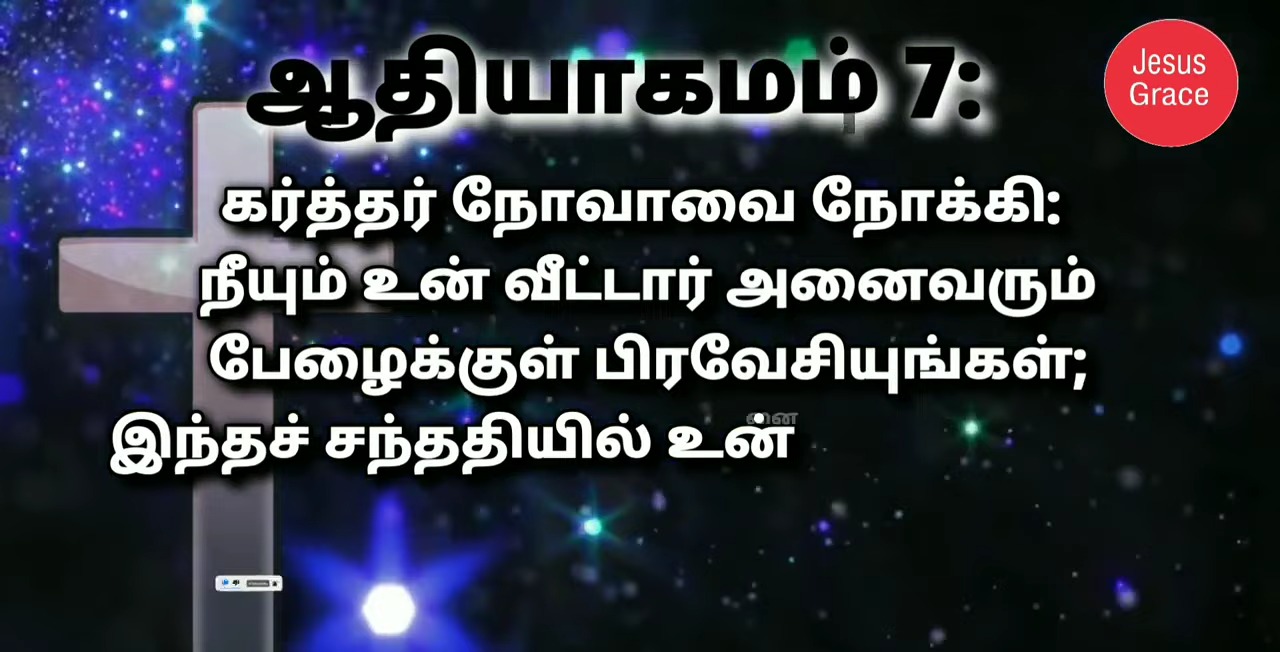 ஆதியாகமம் 7:
Jesus
Grace
கர்த்தர் நோவாவை நோக்கி:
நீயும் உன் வீட்டார் அனைவரும்
பேழைக்குள் பிரவேசியுங்கள்;
இந்தச் சந்ததியில் உன்
னை